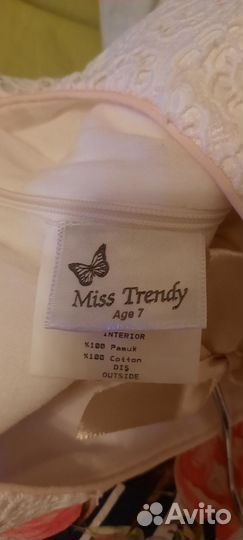 Miss Trendy
Age 7
INTERIOR
%100 Pamuk
%100 Cotton
DIŞ
OUTSIDE
Avito